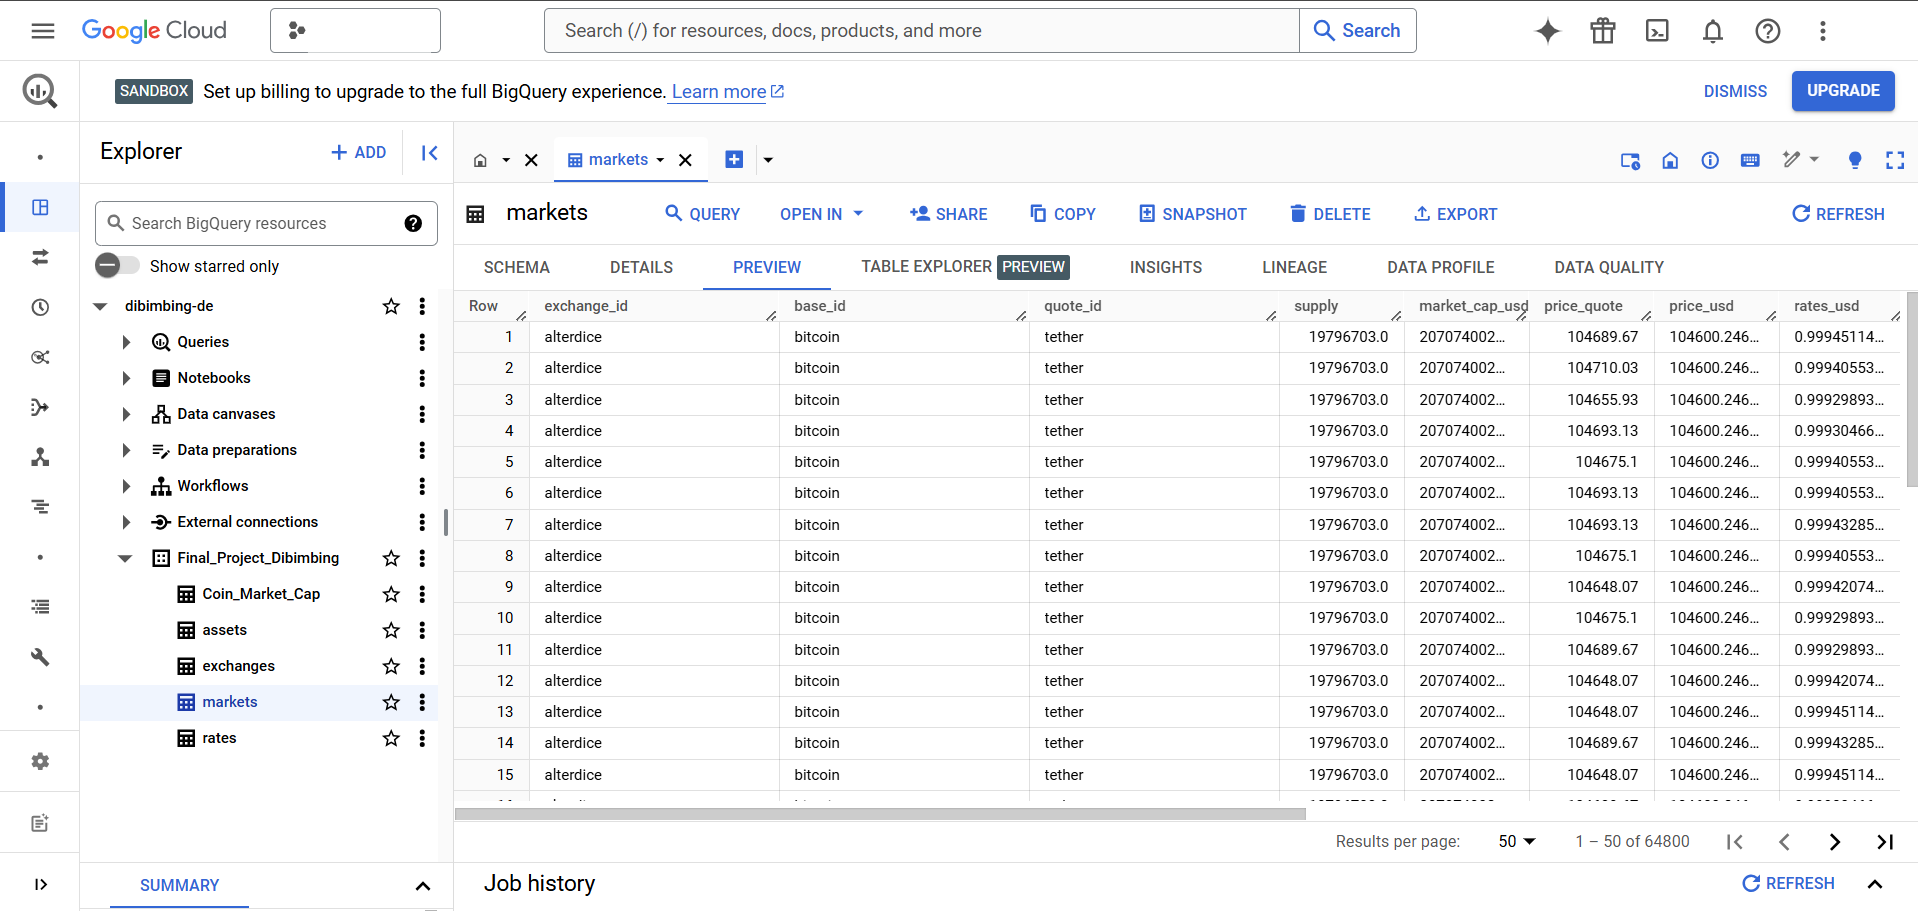 Google Cloud
Search (/) for resources, docs, products, and more
Search
SANDBOX Set up billing to upgrade to the full BigQuery experience. Learn more
DISMISS
UPGRADE
Explorer
+ ADD
markets
Search BigQuery resources
Show starred only
dibimbing-de
Queries
Notebooks
Data canvases
Data preparations
Workflows
External connections
Final_Project_Dibimbing
Coin_Market_Cap
assets
exchanges
markets
rates
SUMMARY
markets QUERY OPEN IN SHARE COPY SNAPSHOT DELETE EXPORT REFRESH
SCHEMA DETAILS PREVIEW TABLE EXPLORER PREVIEW INSIGHTS LINEAGE DATA PROFILE DATA QUALITY
Row exchange_id base_id quote_id supply market_cap_usd price_quote price_usd rates_usd
1 alterdice bitcoin tether 19796703.0 207074002... 104689.67 104600.246... 0.99945114...
2 alterdice bitcoin tether 19796703.0 207074002... 104710.03 104600.246... 0.99940553...
3 alterdice bitcoin tether 19796703.0 207074002... 104655.93 104600.246... 0.99929893...
4 alterdice bitcoin tether 19796703.0 207074002... 104693.13 104600.246... 0.99930466...
5 alterdice bitcoin tether 19796703.0 207074002... 104675.1 104600.246... 0.99940553...
6 alterdice bitcoin tether 19796703.0 207074002... 104693.13 104600.246... 0.99940553...
7 alterdice bitcoin tether 19796703.0 207074002... 104693.13 104600.246... 0.99943285...
8 alterdice bitcoin tether 19796703.0 207074002... 104675.1 104600.246... 0.99940553...
9 alterdice bitcoin tether 19796703.0 207074002... 104648.07 104600.246... 0.99942074...
10 alterdice bitcoin tether 19796703.0 207074002... 104675.1 104600.246... 0.99929893...
11 alterdice bitcoin tether 19796703.0 207074002... 104689.67 104600.246... 0.99929893...
12 alterdice bitcoin tether 19796703.0 207074002... 104648.07 104600.246... 0.99942074...
13 alterdice bitcoin tether 19796703.0 207074002... 104648.07 104600.246... 0.99945114...
14 alterdice bitcoin tether 19796703.0 207074002... 104689.67 104600.246... 0.99943285...
15 alterdice bitcoin tether 19796703.0 207074002... 104648.07 104600.246... 0.99945114...
Results per page: 50 1 – 50 of 64800
Job history
REFRESH